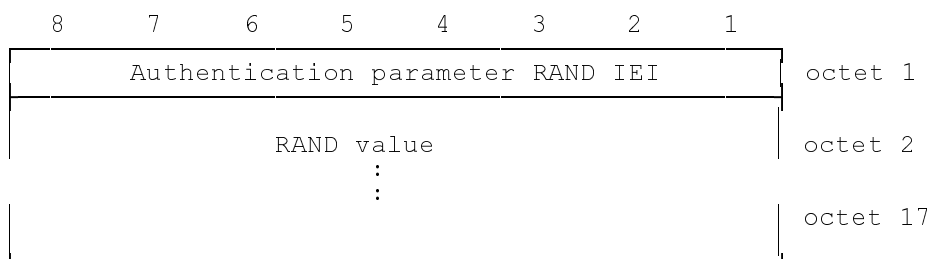 8 7 6 5 4 3 2 1
Authentication parameter RAND IEI octet 1
RAND value octet 2
:
:
octet 17